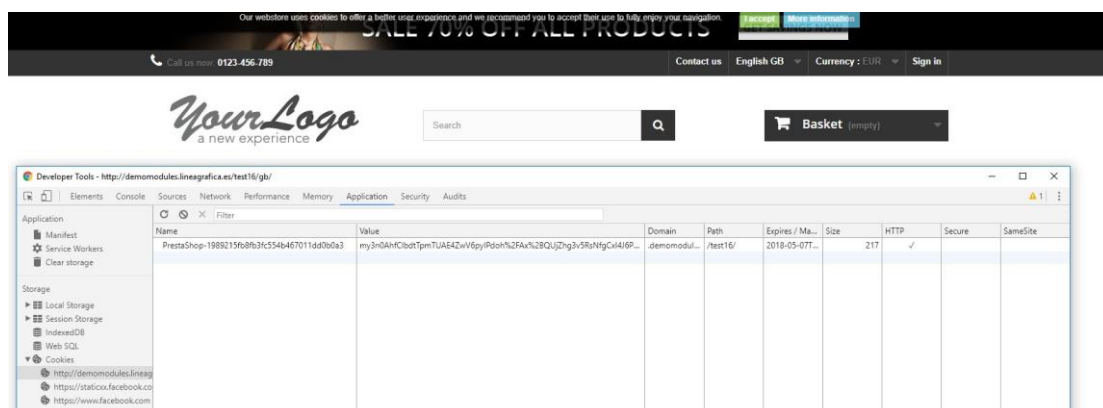 Our webstore uses cookies to offer a better user experience and we recommend you to accept their use to fully enjoy your navigation. I accept More information
SALE 70% OFF ALL PRODUCTS
Call us now: 0123-456-789 Contact us English GB Currency : EUR Sign in
YourLogo
a new experience
Search
Basket (empty)
Developer Tools - http://demomodules.lineagrafica.es/test16/gb/
Elements Console Sources Network Performance Memory Application Security Audits 1
Application
Filter
Manifest
Service Workers
Clear storage
Name Value Domain Path Expires / Ma... Size HTTP Secure SameSite
PrestaShop-1989215fb8fb3fc554b467011dd0b0a3 .demomodul... /test16/ 2018-05-07T... 217 ✓
Storage
Local Storage
Session Storage
IndexedDB
Web SQL
Cookies
http://demomodules.lineag
https://staticxx.facebook.co
https://www.facebook.com